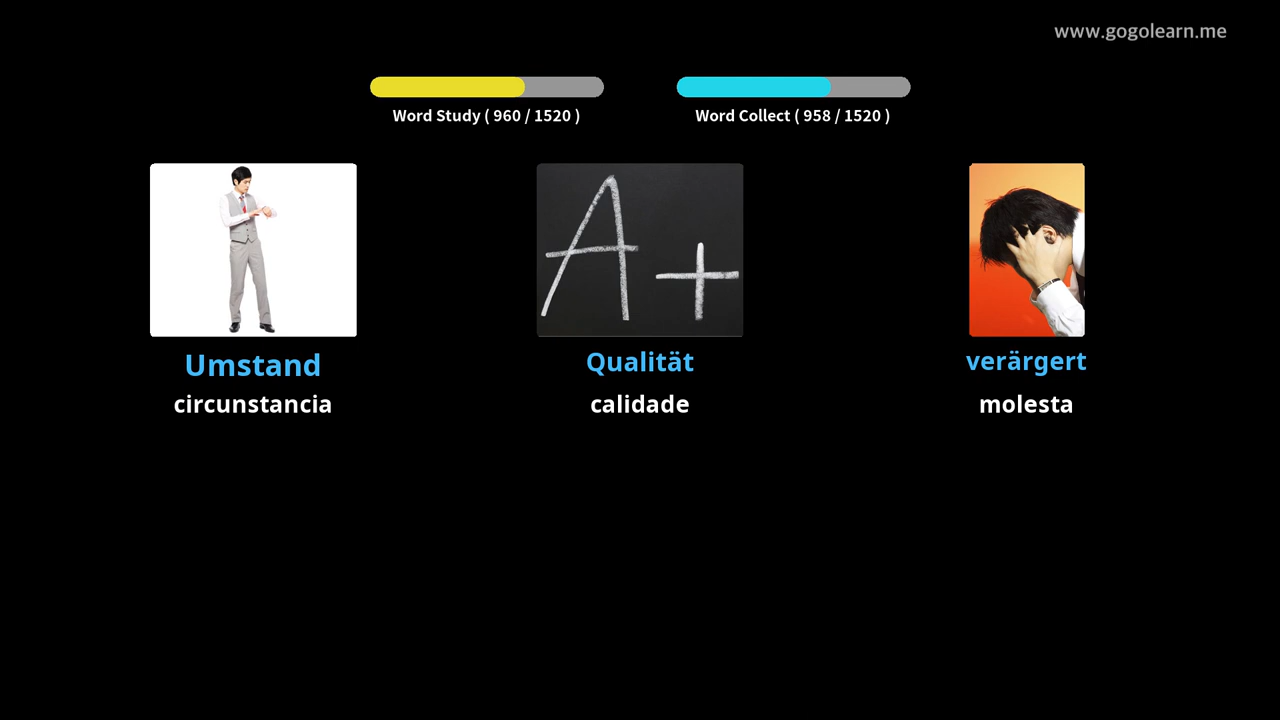 www.gogolearn.me
Word Study ( 960 / 1520 )
Word Collect ( 958 / 1520 )
A+
Umstand
circunstancia
Qualität
calidade
verärgert
molesta